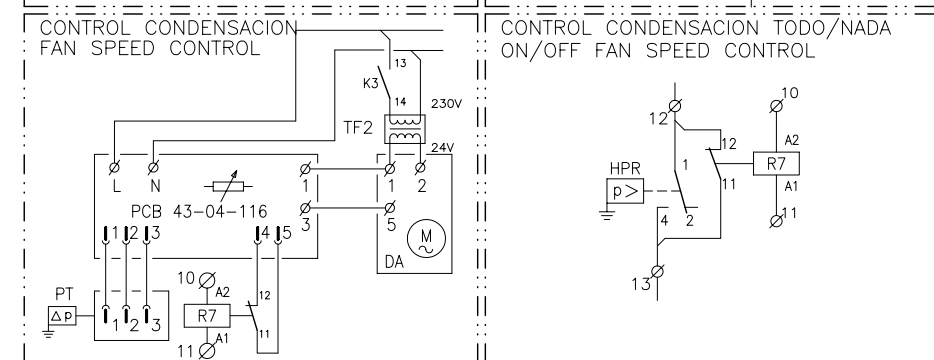 CONTROL CONDENSACION
FAN SPEED CONTROL
13
K3
14
230V
TF2
24V
L N 1 1 2
PCB 43-04-116 3 5
1 2 3 4 5
M
DA
PT
Δp
1 2 3
10
A2
R7
A1
11
12
11
CONTROL CONDENSACION TODO/NADA
ON/OFF FAN SPEED CONTROL
10
12
A2
12
1
R7
HPR
p>
11
A1
4 2
11
13